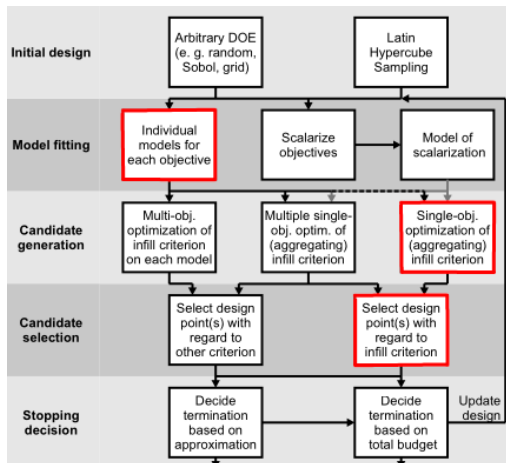 Initial design
Arbitrary DOE
(e. g. random,
Sobol, grid)
Latin
Hypercube
Sampling
Model fitting
Individual
models for
each objective
Scalarize
objectives
Model of
scalarization
Candidate
generation
Multi-obj.
optimization of
infill criterion
on each model
Multiple single-
obj. optim. of
(aggregating)
infill criterion
Single-obj.
optimization of
(aggregating)
infill criterion
Candidate
selection
Select design
point(s) with
regard to
other criterion
Select design
point(s) with
regard to
infill criterion
Stopping
decision
Decide
termination
based on
approximation
Decide
termination
based on
total budget
Update
design